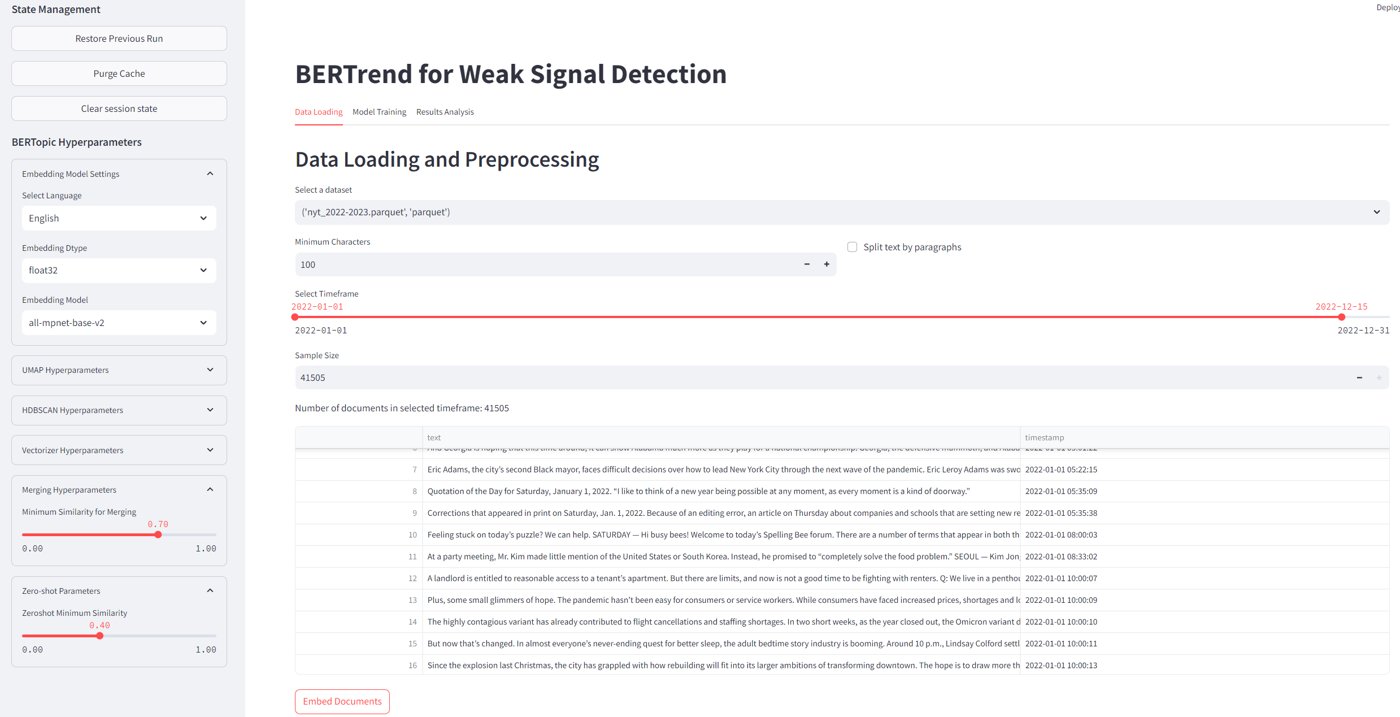 State Management
Restore Previous Run
Purge Cache
Clear session state
BERTopic Hyperparameters
Embedding Model Settings
Select Language
English
Embedding Dtype
float32
Embedding Model
all-mpnet-base-v2
UMAP Hyperparameters
HDBSCAN Hyperparameters
Vectorizer Hyperparameters
Merging Hyperparameters
Minimum Similarity for Merging
0.70
0.00 1.00
Zero-shot Parameters
Zeroshot Minimum Similarity
0.40
0.00 1.00
Deploy
BERTrend for Weak Signal Detection
Data Loading Model Training Results Analysis
Data Loading and Preprocessing
Select a dataset
('nyt_2022-2023.parquet', 'parquet')
Minimum Characters
100
Split text by paragraphs
Select Timeframe
2022-01-01 2022-12-15
2022-01-01 2022-12-31
Sample Size
41505
Number of documents in selected timeframe: 41505
text timestamp
7 Eric Adams, the city's second Black mayor, faces difficult decisions over how to lead New York City through the next wave of the pandemic. Eric Leroy Adams was swo 2022-01-01 05:22:15
8 Quotation of the Day for Saturday, January 1, 2022. “I like to think of a new year being possible at any moment, as every moment is a kind of doorway.” 2022-01-01 05:35:09
9 Corrections that appeared in print on Saturday, Jan. 1, 2022. Because of an editing error, an article on Thursday about companies and schools that are setting new re 2022-01-01 05:35:38
10 Feeling stuck on today’s puzzle? We can help. SATURDAY — Hi busy bees! Welcome to today’s Spelling Bee forum. There are a number of terms that appear in both th 2022-01-01 08:00:03
11 At a party meeting, Mr. Kim made little mention of the United States or South Korea. Instead, he promised to “completely solve the food problem.” SEOUL — Kim Jon 2022-01-01 08:33:02
12 A landlord is entitled to reasonable access to a tenant’s apartment. But there are limits, and now is not a good time to be fighting with renters. Q: We live in a penthou 2022-01-01 10:00:07
13 Plus, some small glimmers of hope. The pandemic hasn’t been easy for consumers or service workers. While consumers have faced increased prices, shortages and lo 2022-01-01 10:00:09
14 The highly contagious variant has already contributed to flight cancellations and staffing shortages. In two short weeks, as the year closed out, the Omicron variant d 2022-01-01 10:00:10
15 But now that’s changed. In almost everyone’s never-ending quest for better sleep, the adult bedtime story industry is booming. Around 10 p.m., Lindsay Colford settl 2022-01-01 10:00:11
16 Since the explosion last Christmas, the city has grappled with how rebuilding will fit into its larger ambitions of transforming downtown. The hope is to draw more th 2022-01-01 10:00:13
Embed Documents